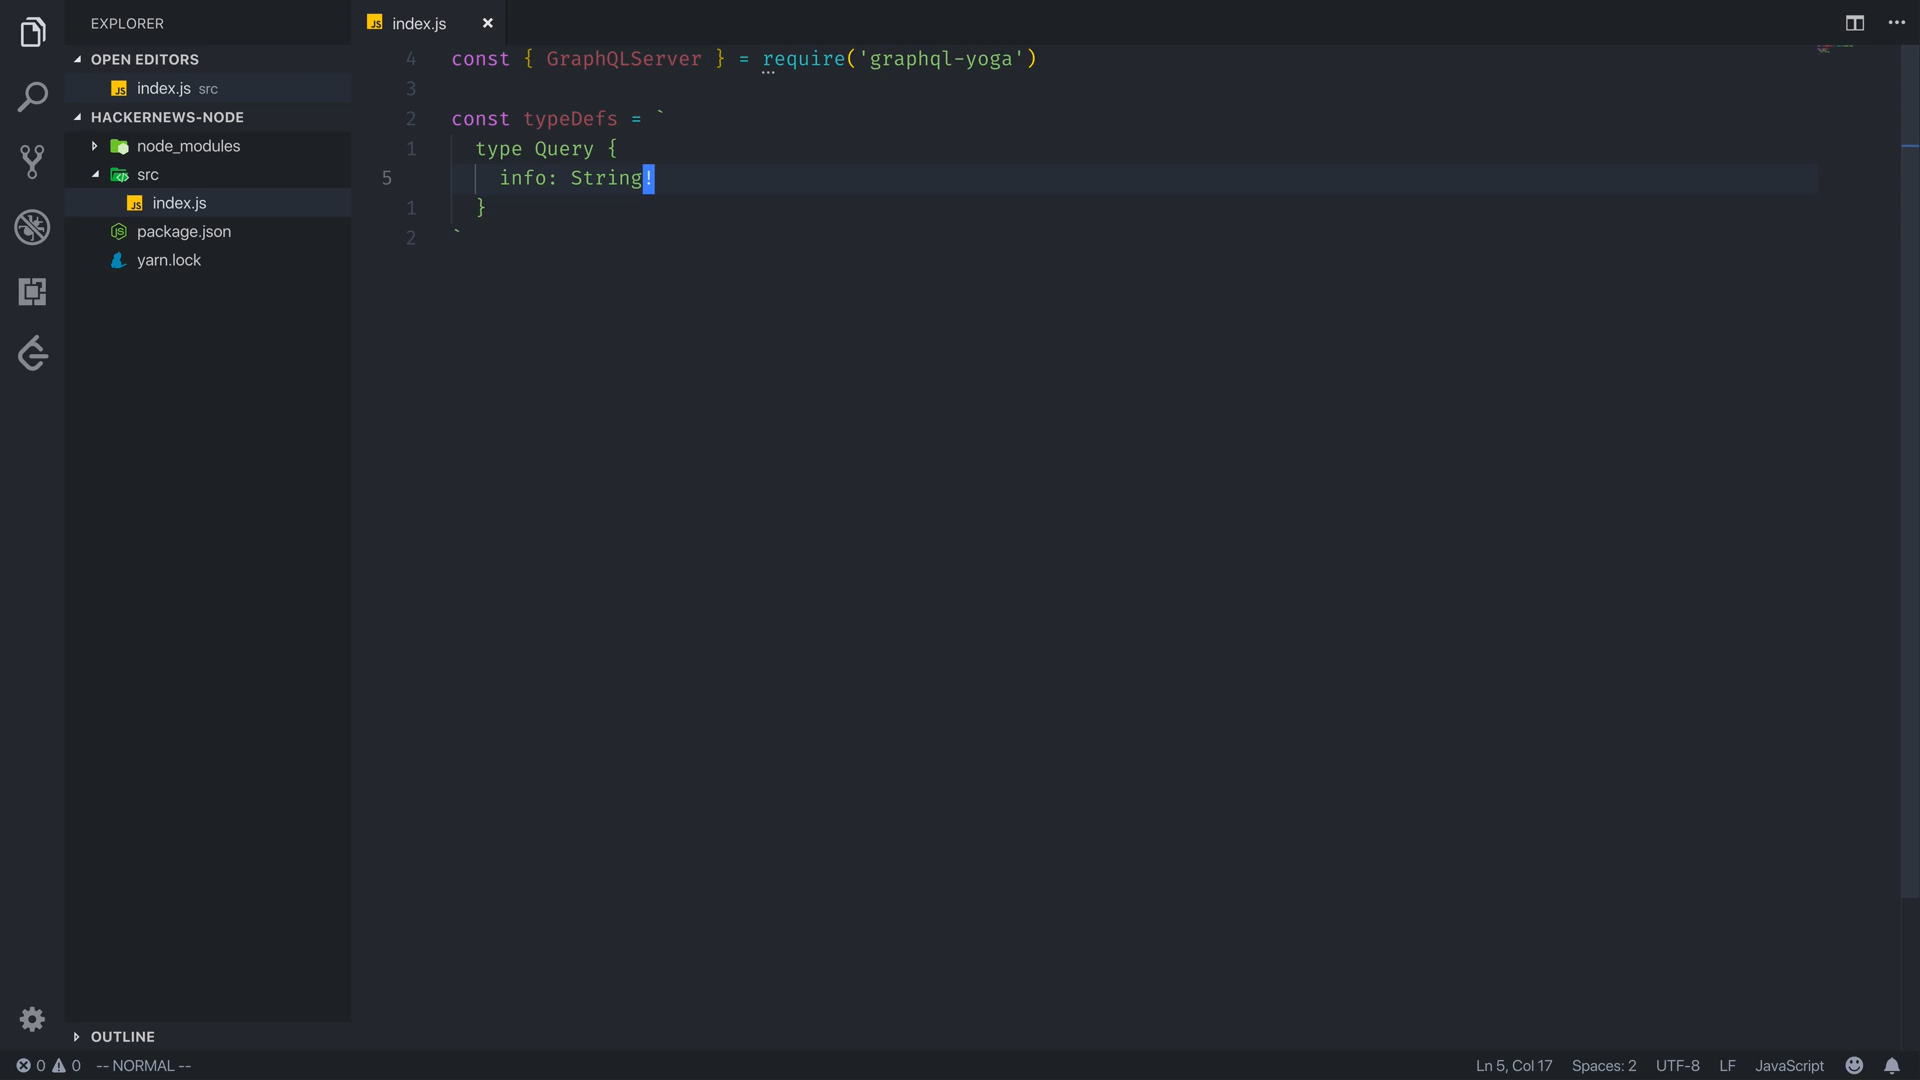 EXPLORER
OPEN EDITORS
index.js src
HACKERNEWS-NODE
node_modules
src
index.js
package.json
yarn.lock
OUTLINE
index.js
4 const { GraphQLServer } = require('graphql-yoga')
3
2 const typeDefs = `
1 type Query {
5 info: String!
1 }
2 `
0 0 -- NORMAL -- Ln 5, Col 17 Spaces: 2 UTF-8 LF JavaScript